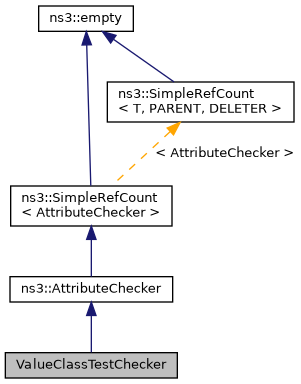 ns3::empty
ns3::SimpleRefCount
< T, PARENT, DELETER >
< AttributeChecker >
ns3::SimpleRefCount
< AttributeChecker >
ns3::AttributeChecker
ValueClassTestChecker